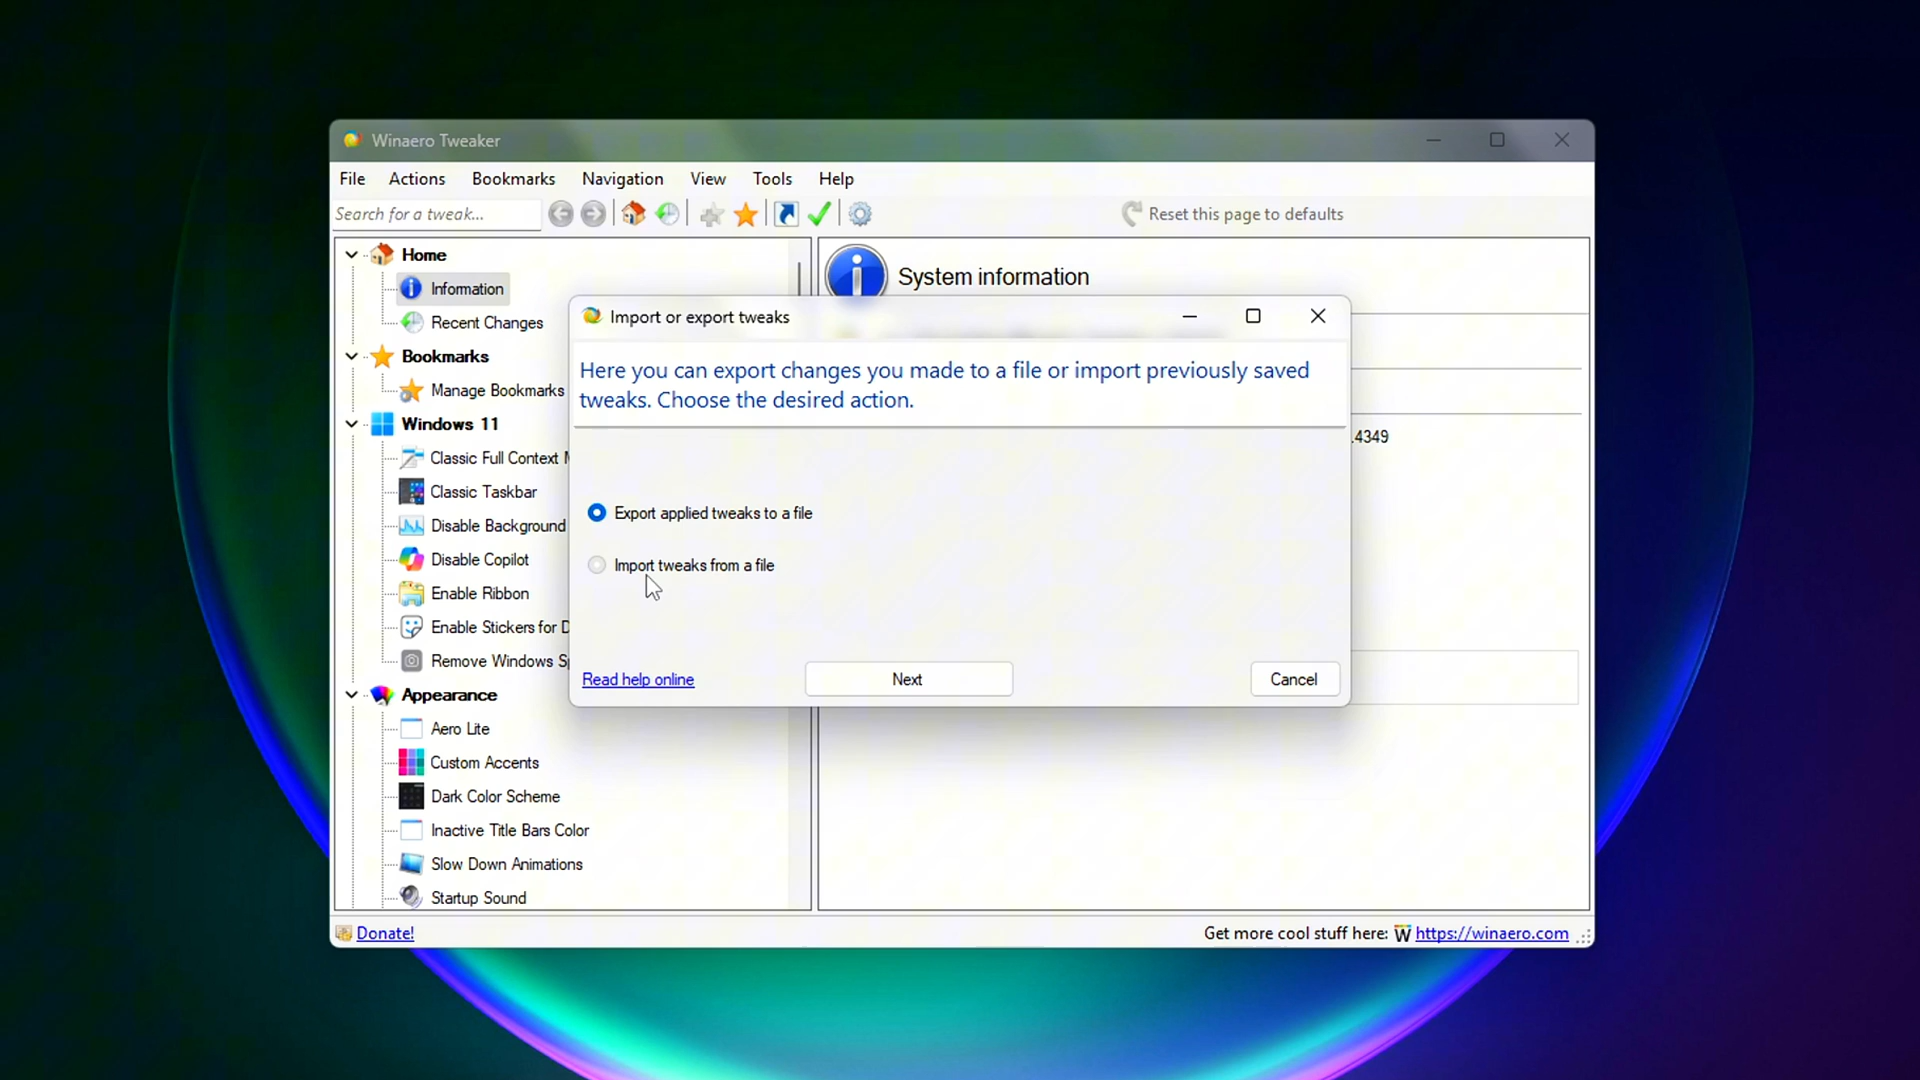 Winaero Tweaker
File Actions Bookmarks Navigation View Tools Help
Search for a tweak...
Reset this page to defaults
Home
Information
Recent Changes
Bookmarks
Manage Bookmarks
Windows 11
Classic Full Context
Classic Taskbar
Disable Background
Disable Copilot
Enable Ribbon
Enable Stickers for D
Remove Windows Sp
Appearance
Aero Lite
Custom Accents
Dark Color Scheme
Inactive Title Bars Color
Slow Down Animations
Startup Sound
System information
.4349
Import or export tweaks
Here you can export changes you made to a file or import previously saved
tweaks. Choose the desired action.
Export applied tweaks to a file
Import tweaks from a file
Read help online
Next
Cancel
Donate!
Get more cool stuff here: W https://winaero.com